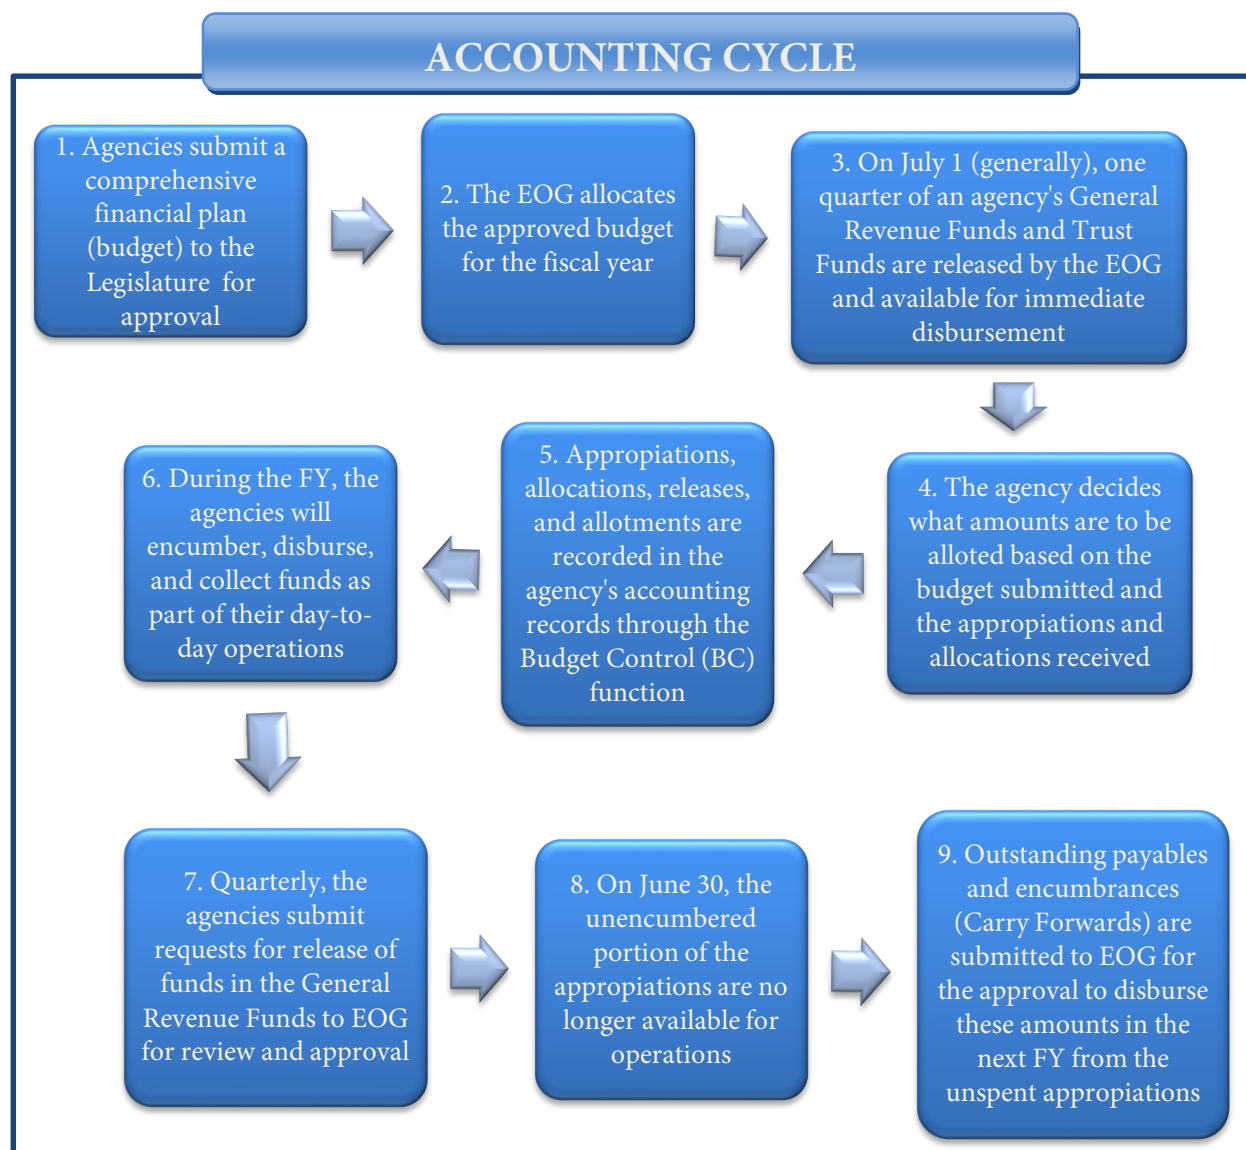 ACCOUNTING CYCLE
1. Agencies submit a
comprehensive
financial plan
(budget) to the
Legislature for
approval
2. The EOG allocates
the approved budget
for the fiscal year
3. On July 1 (generally), one
quarter of an agency's General
Revenue Funds and Trust
Funds are released by the EOG
and available for immediate
disbursement
4. The agency decides
what amounts are to be
alloted based on the
budget submitted and
the appropiations and
allocations received
5. Appropiations,
allocations, releases,
and allotments are
recorded in the
agency's accounting
records through the
Budget Control (BC)
function
6. During the FY, the
agencies will
encumber, disburse,
and collect funds as
part of their day-to-
day operations
7. Quarterly, the
agencies submit
requests for release of
funds in the General
Revenue Funds to EOG
for review and approval
8. On June 30, the
unencumbered
portion of the
appropiations are no
longer available for
operations
9. Outstanding payables
and encumbrances
(Carry Forwards) are
submitted to EOG for
the approval to disburse
these amounts in the
next FY from the
unspent appropiations